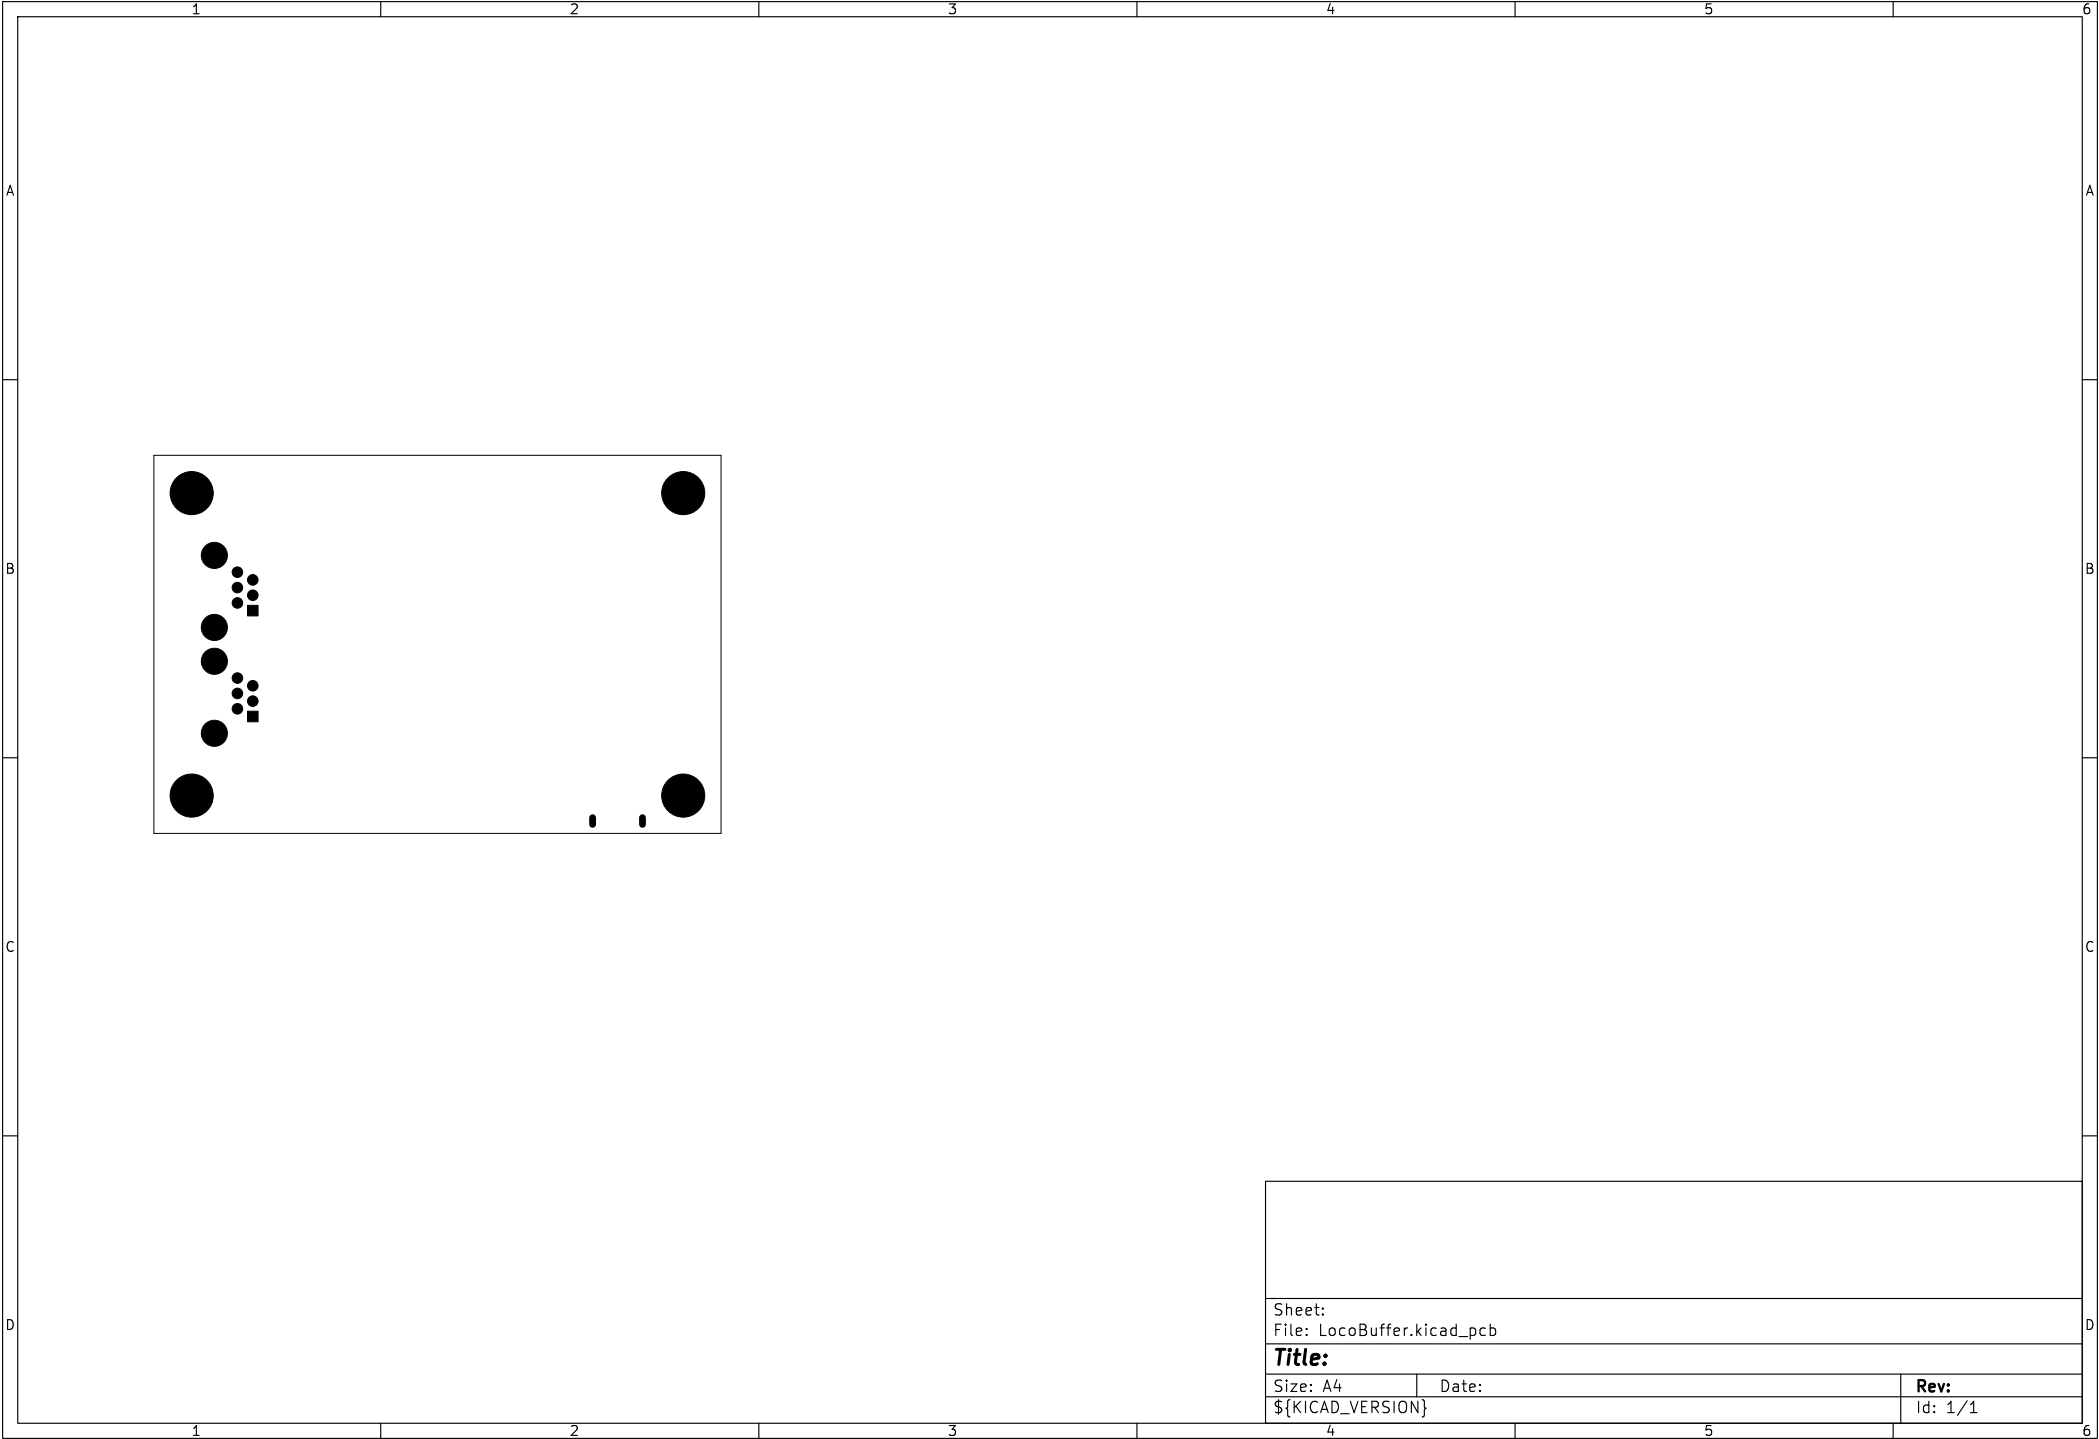 1 2 3 4 5 6
A A
B B
C C
Sheet:
File: LocoBuffer.kicad_pcb
D D
Title:
Size: A4 Date: Rev:
${KICAD_VERSION} Id: 1/1
1 2 3 4 5 6